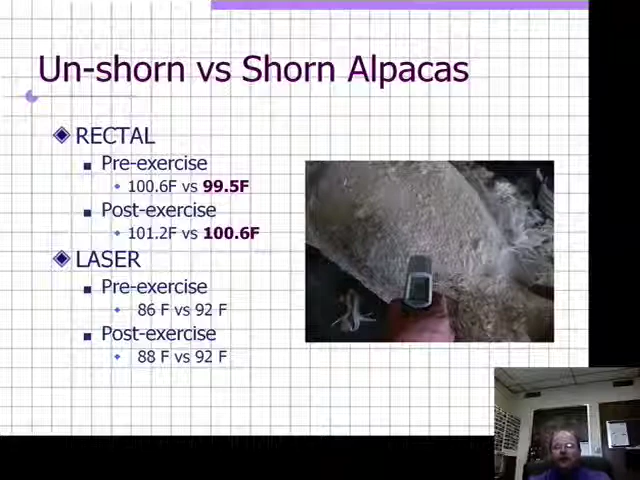 Un-shorn vs Shorn Alpacas
RECTAL
Pre-exercise
100.6F vs 99.5F
Post-exercise
101.2F vs 100.6F
LASER
Pre-exercise
86 F vs 92 F
Post-exercise
88 F vs 92 F